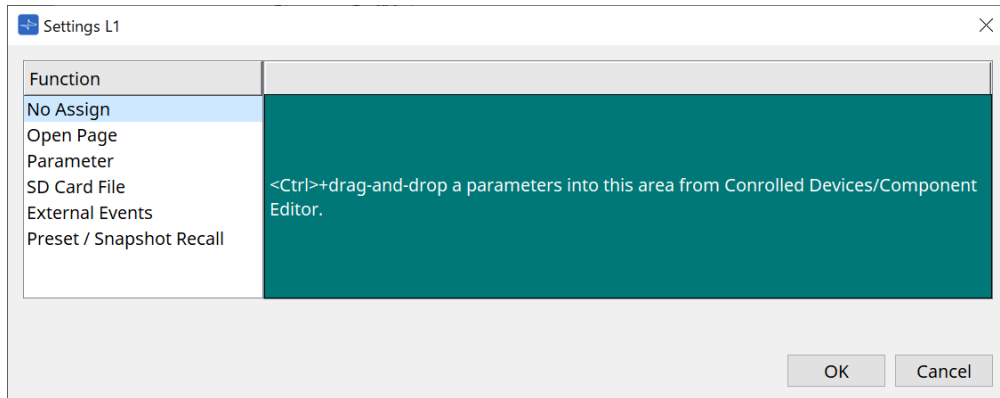 Settings L1
Function
No Assign
Open Page
Parameter
SD Card File
External Events
Preset / Snapshot Recall
<Ctrl>+drag-and-drop a parameters into this area from Conrolled Devices/Component
Editor.
OK
Cancel